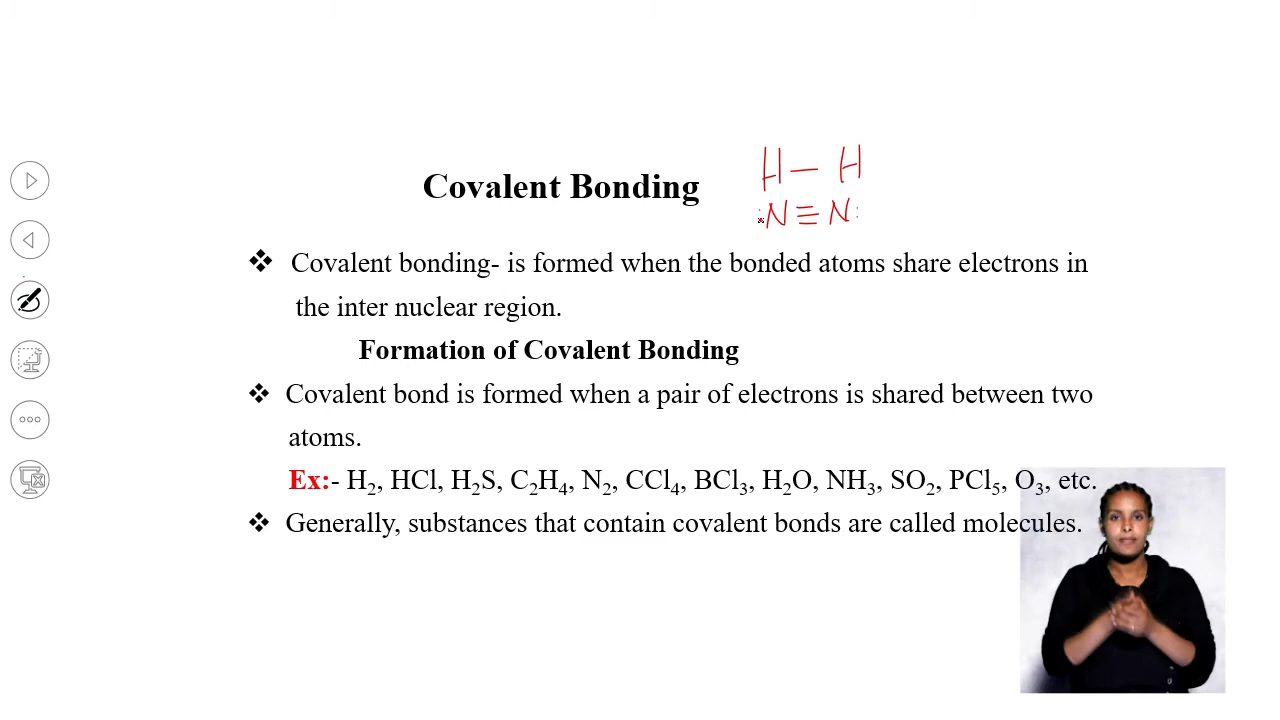 Covalent Bonding
H — H
:N≡N:
❖ Covalent bonding- is formed when the bonded atoms share electrons in
the inter nuclear region.
Formation of Covalent Bonding
❖ Covalent bond is formed when a pair of electrons is shared between two
atoms.
Ex:- H₂, HCl, H₂S, C₂H₄, N₂, CCl₄, BCl₃, H₂O, NH₃, SO₂, PCl₅, O₃, etc.
❖ Generally, substances that contain covalent bonds are called molecules.